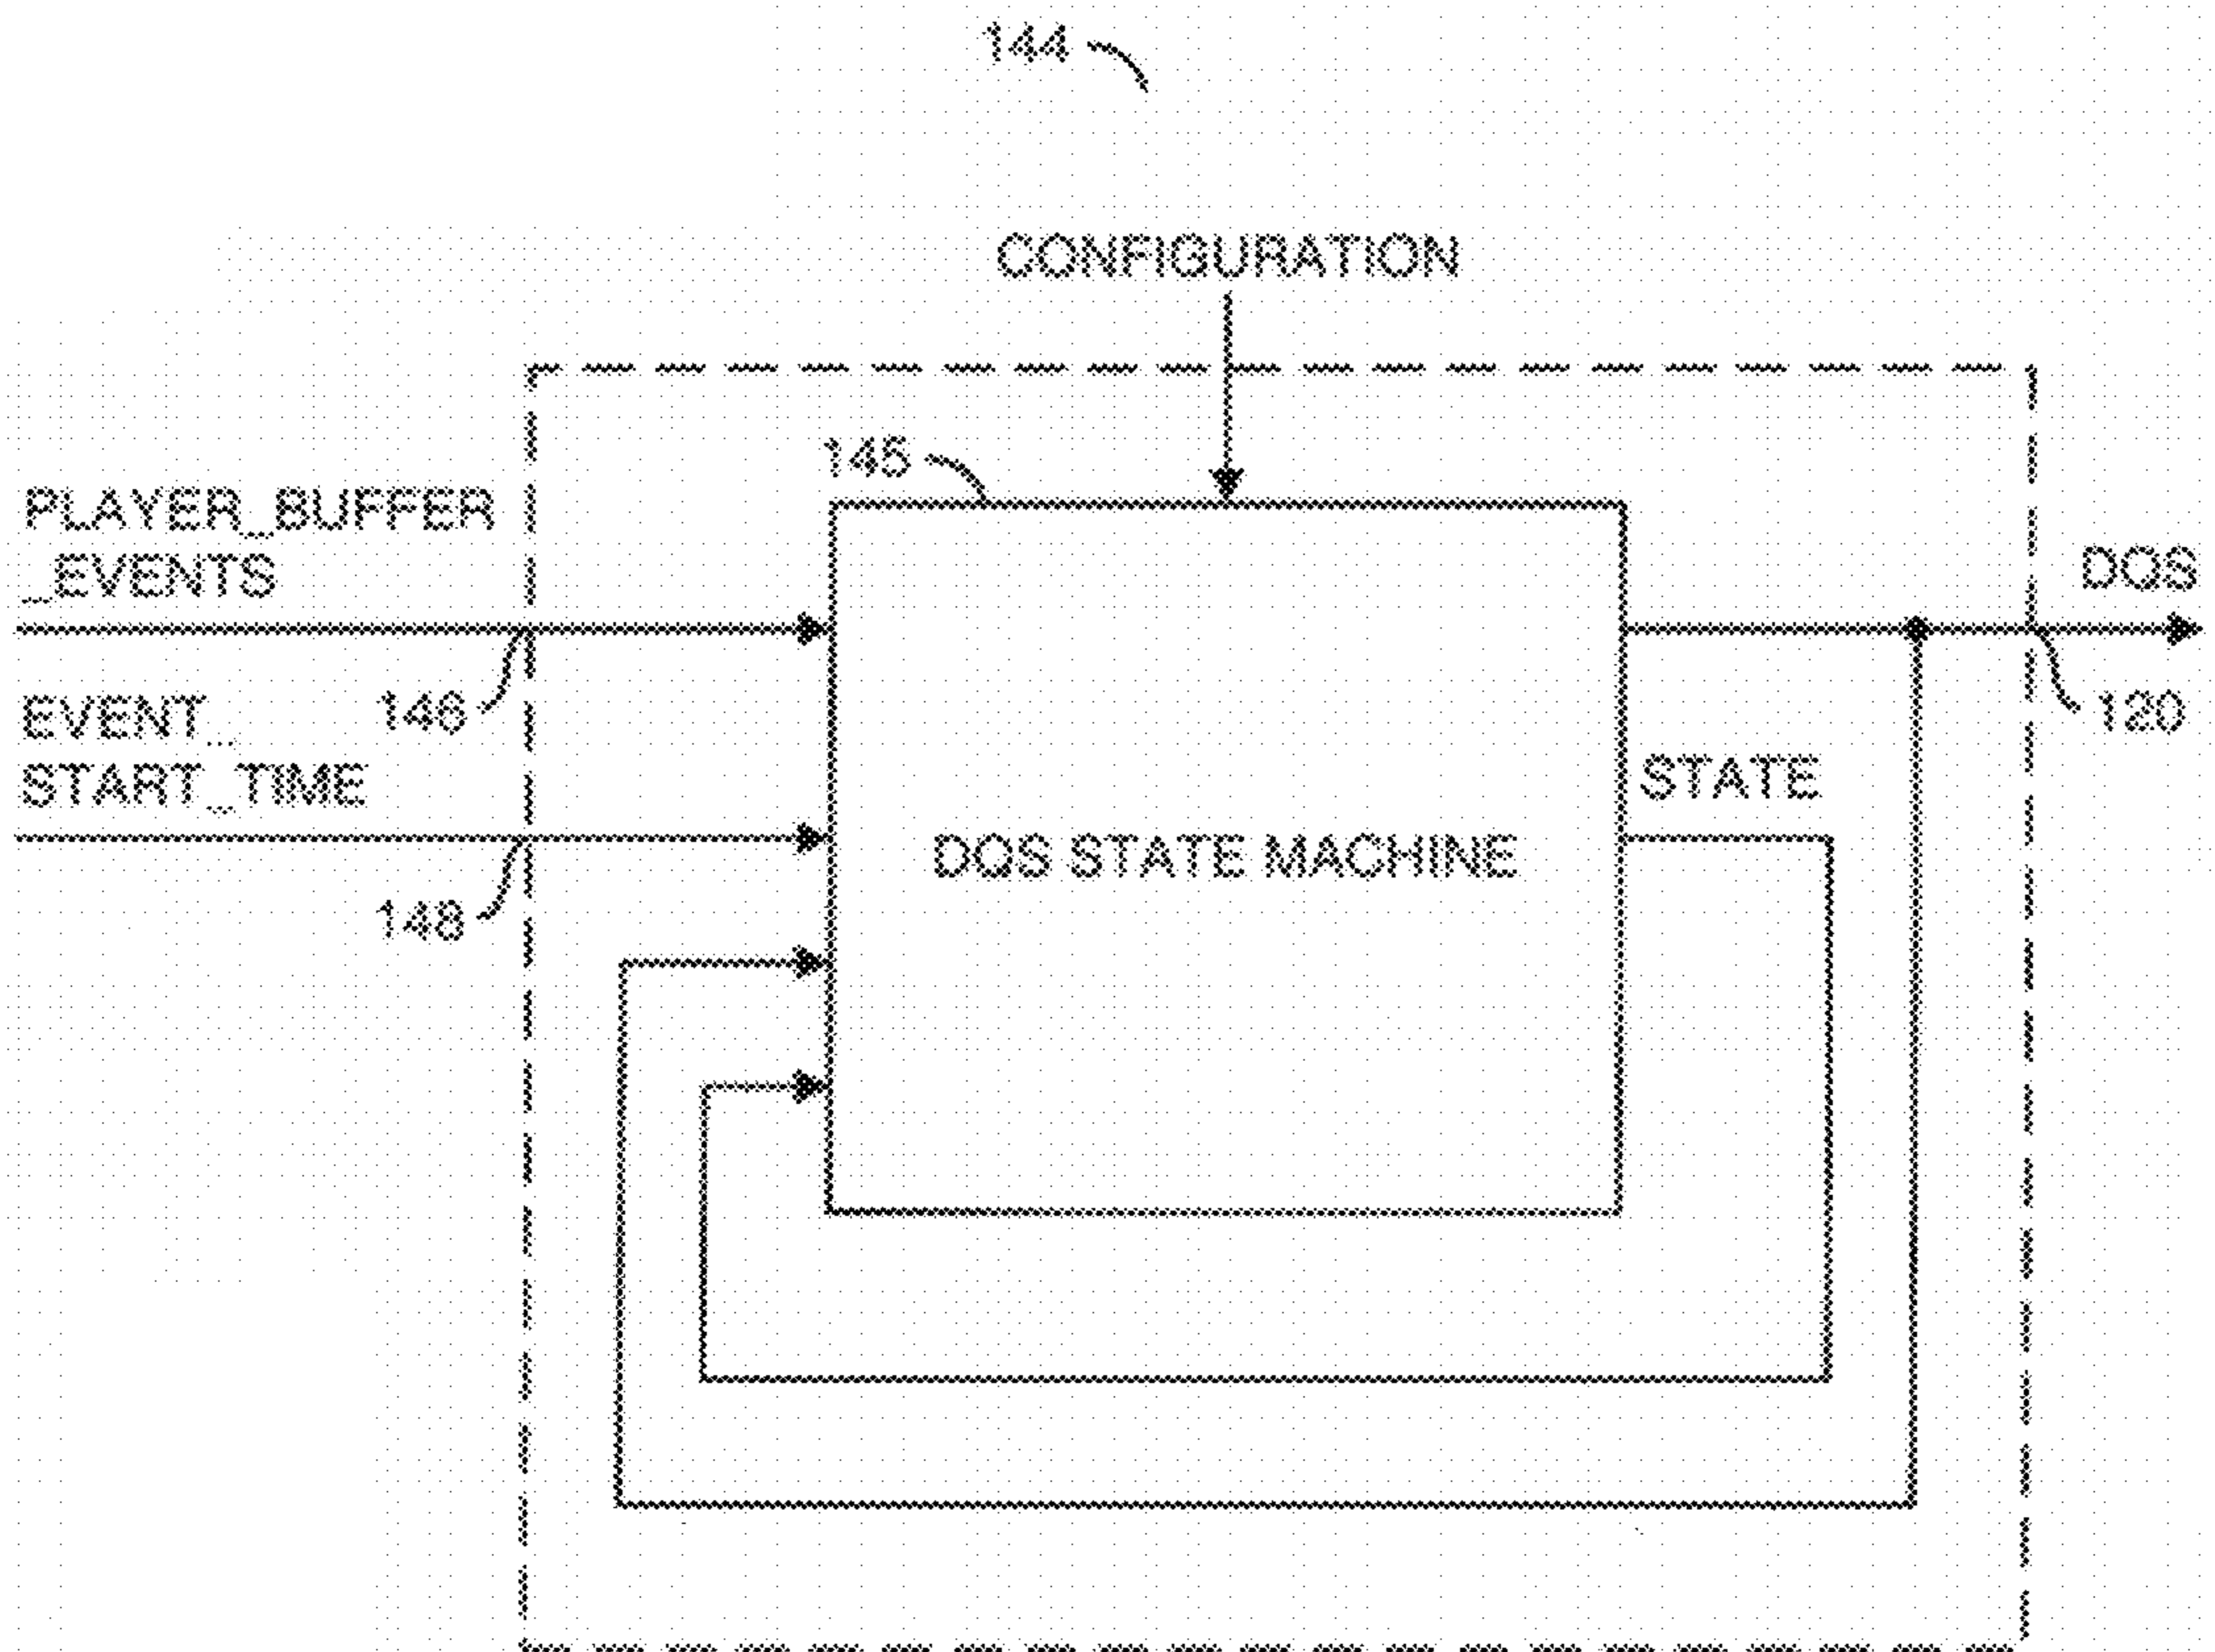 144
CONFIGURATION
145
PLAYER_BUFFER
_EVENTS
DQS
146
120
EVENT_
START_TIME
STATE
DQS STATE MACHINE
148